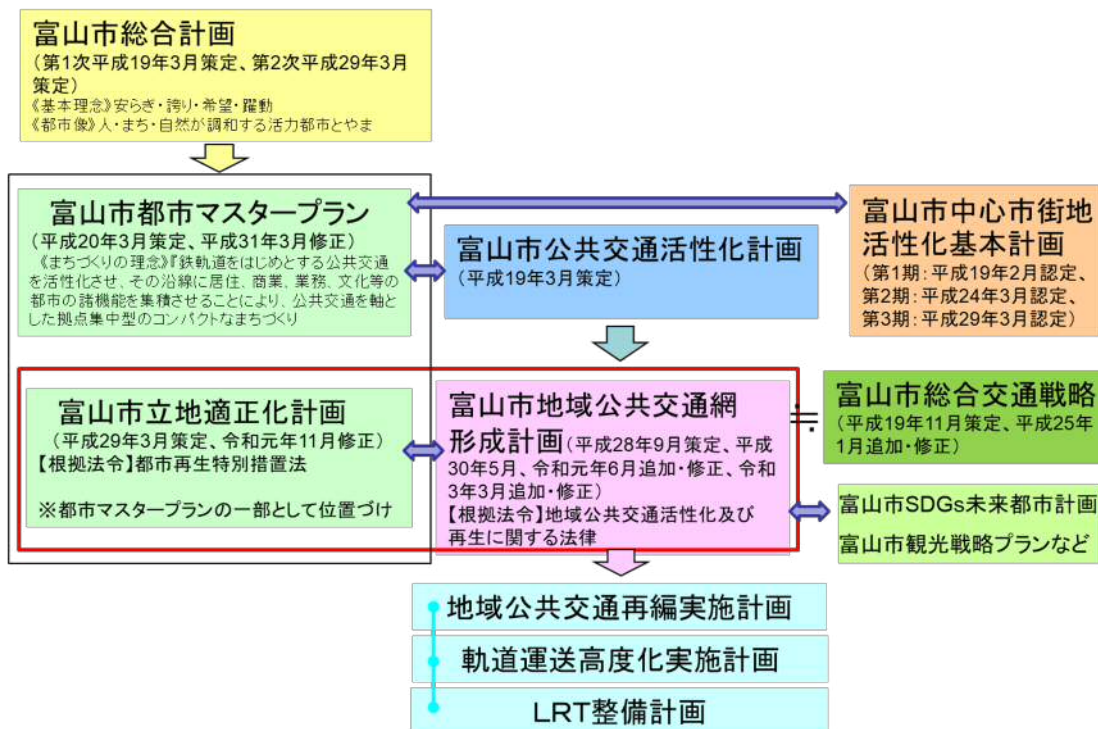 富山市総合計画
（第1次平成19年3月策定、第2次平成29年3月
策定）
《基本理念》安らぎ・誇り・希望・躍動
《都市像》人・まち・自然が調和する活力都市とやま
富山市都市マスタープラン
（平成20年3月策定、平成31年3月修正）
《まちづくりの理念》『鉄軌道をはじめとする公共交通
を活性化させ、その沿線に居住、商業、業務、文化等の
都市の諸機能を集積させることにより、公共交通を軸と
した拠点集中型のコンパクトなまちづくり
富山市公共交通活性化計画
（平成19年3月策定）
富山市中心市街地
活性化基本計画
（第1期：平成19年2月認定、
第2期：平成24年3月認定、
第3期：平成29年3月認定）
富山市立地適正化計画
（平成29年3月策定、令和元年11月修正）
【根拠法令】都市再生特別措置法
※都市マスタープランの一部として位置づけ
富山市地域公共交通網
形成計画（平成28年9月策定、平成
30年5月、令和元年6月追加・修正、令和
3年3月追加・修正）
【根拠法令】地域公共交通活性化及び
再生に関する法律
≒
富山市総合交通戦略
（平成19年11月策定、平成25年
1月追加・修正）
富山市SDGs未来都市計画
富山市観光戦略プランなど
地域公共交通再編実施計画
軌道運送高度化実施計画
LRT整備計画